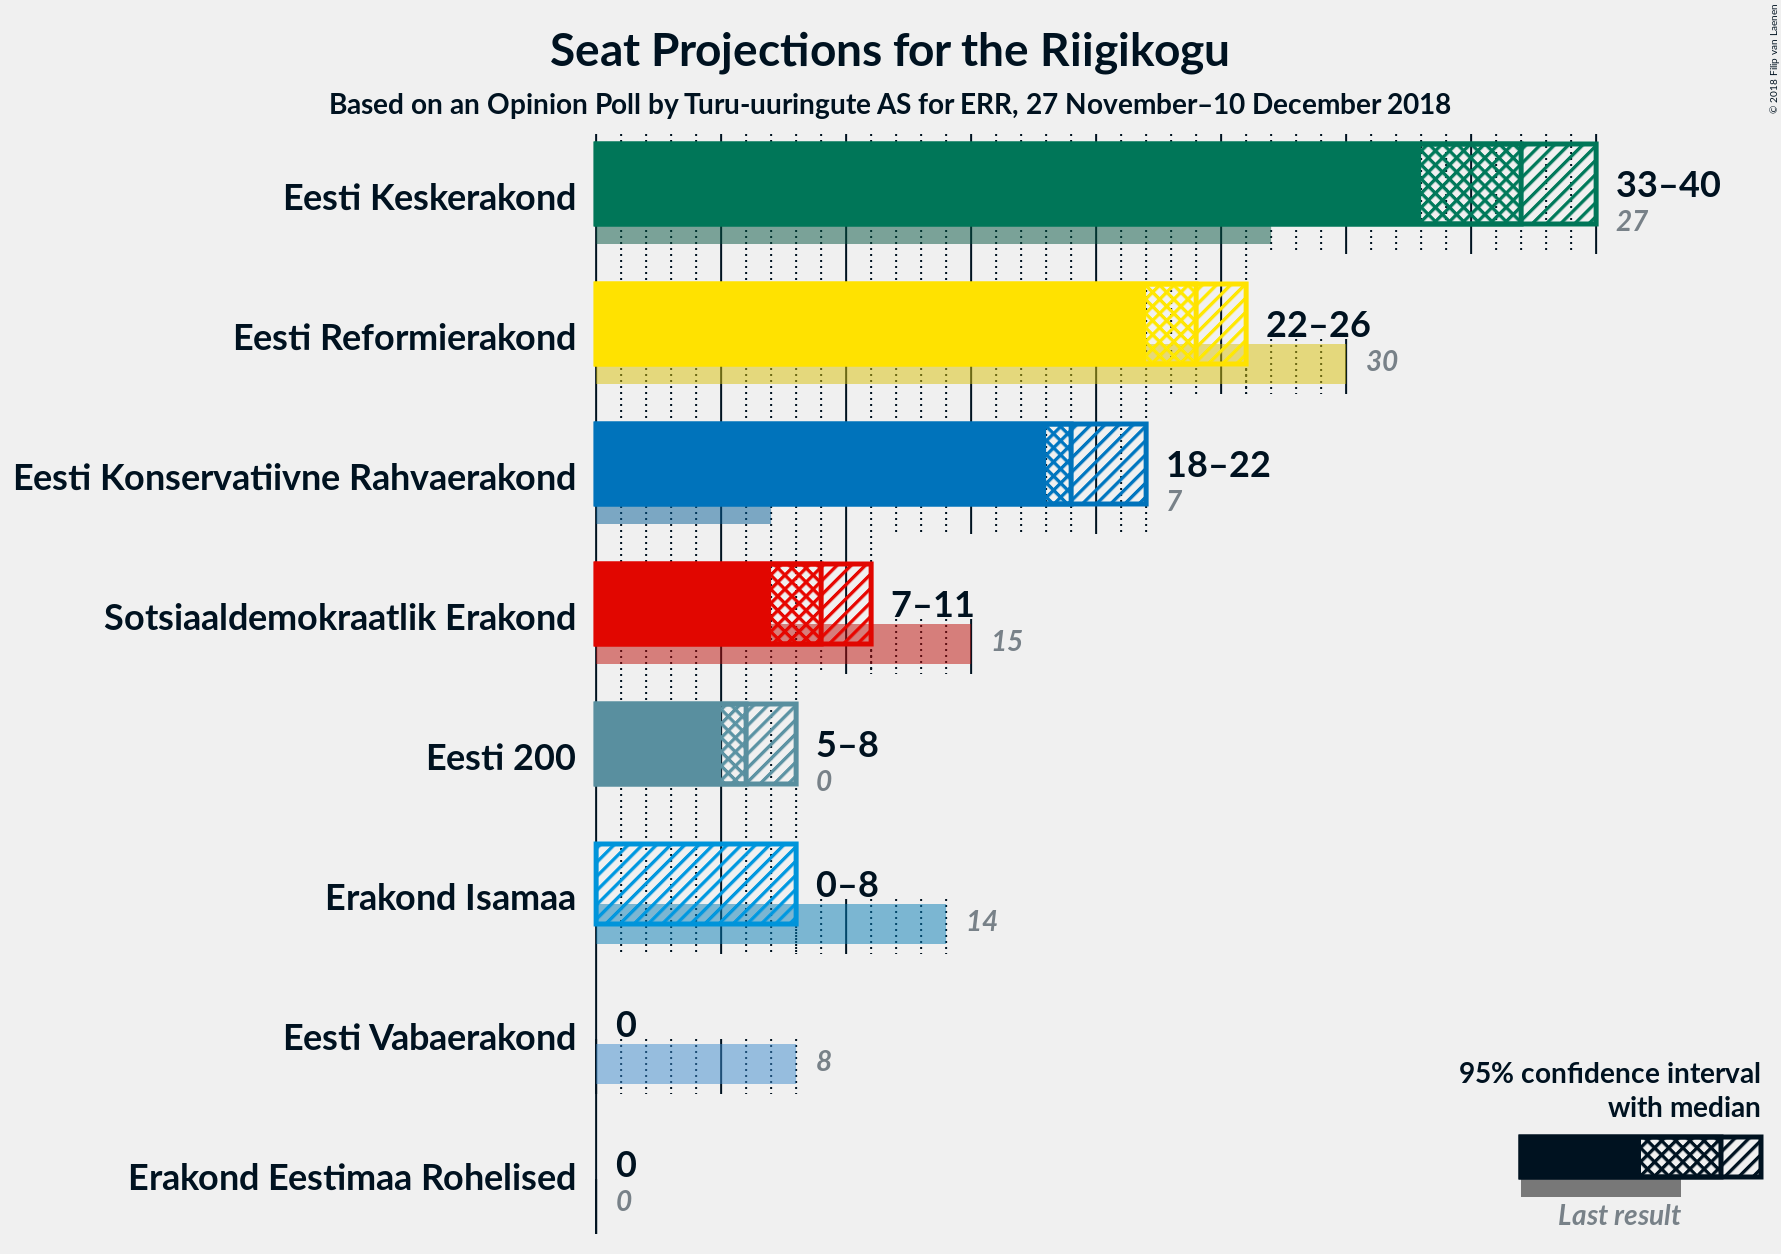 Seat Projections for the Riigikogu
Based on an Opinion Poll by Turu-uuringute AS for ERR, 27 November–10 December 2018
© 2018 Filip van Laenen
Eesti Keskerakond
33–40
27
Eesti Reformierakond
22–26
30
Eesti Konservatiivne Rahvaerakond
18–22
7
Sotsiaaldemokraatlik Erakond
7–11
15
Eesti 200
5–8
0
Erakond Isamaa
0–8
14
Eesti Vabaerakond
0
8
Erakond Eestimaa Rohelised
0
0
95% confidence interval
with median
Last result